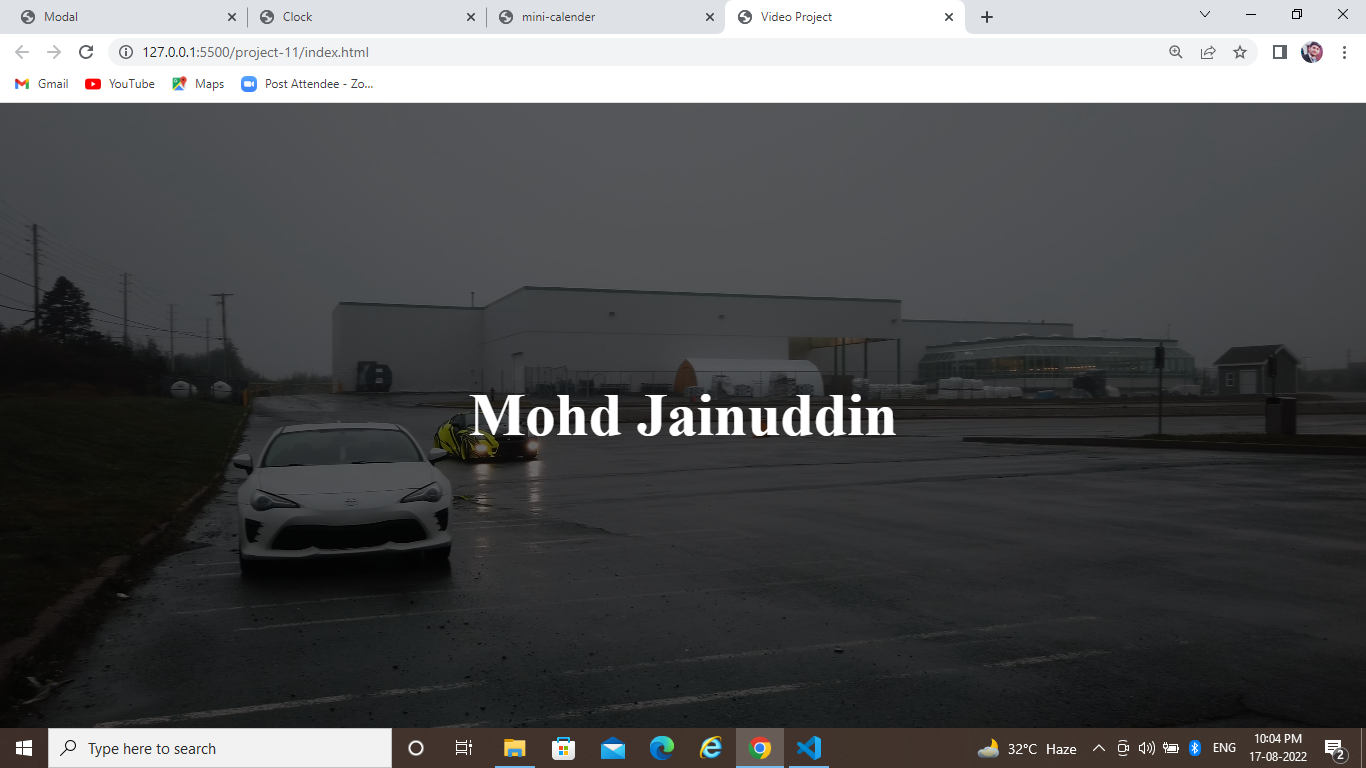 Modal
Clock
mini-calender
Video Project
127.0.0.1:5500/project-11/index.html
Gmail
YouTube
Maps
Post Attendee - Zo...
Mohd Jainuddin
Type here to search
32°C Haze
ENG
10:04 PM
17-08-2022
2